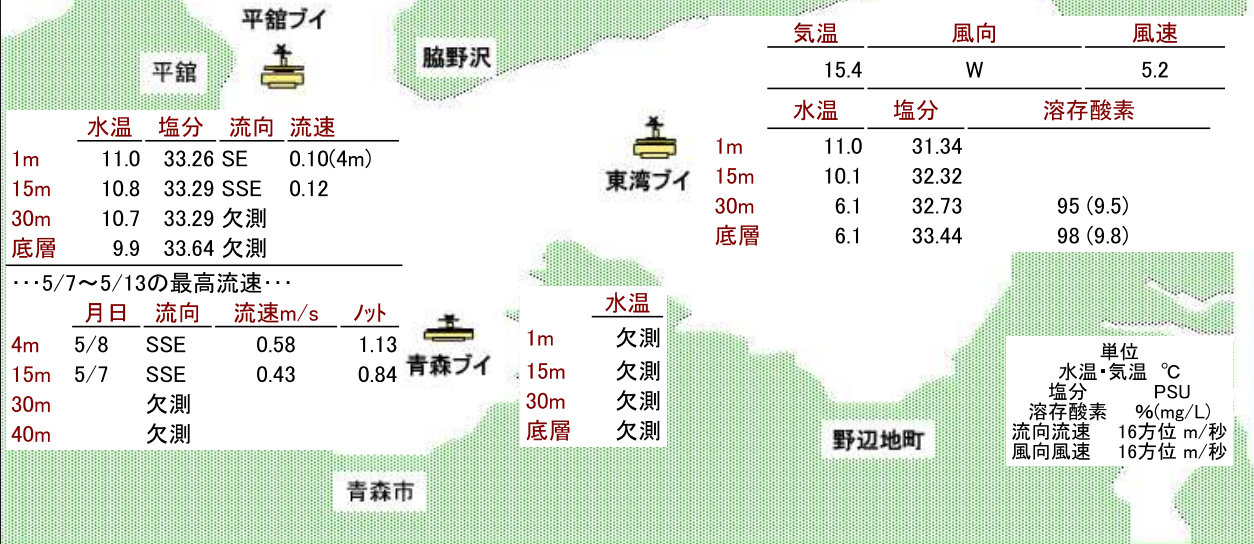 平舘ブイ
平舘
脇野沢
水温 塩分 流向 流速
1m 11.0 33.26 SE 0.10(4m)
15m 10.8 33.29 SSE 0.12
30m 10.7 33.29 欠測
底層 9.9 33.64 欠測
…5/7～5/13の最高流速…
月日 流向 流速m/s ノット
4m 5/8 SSE 0.58 1.13
15m 5/7 SSE 0.43 0.84
30m 欠測
40m 欠測
気温 風向 風速
15.4 W 5.2
水温 塩分 溶存酸素
1m 11.0 31.34
15m 10.1 32.32
30m 6.1 32.73 95 (9.5)
底層 6.1 33.44 98 (9.8)
東湾ブイ
青森ブイ
水温
1m 欠測
15m 欠測
30m 欠測
底層 欠測
単位
水温・気温 ℃
塩分 PSU
溶存酸素 %(mg/L)
流向流速 16方位 m/秒
風向風速 16方位 m/秒
野辺地町
青森市